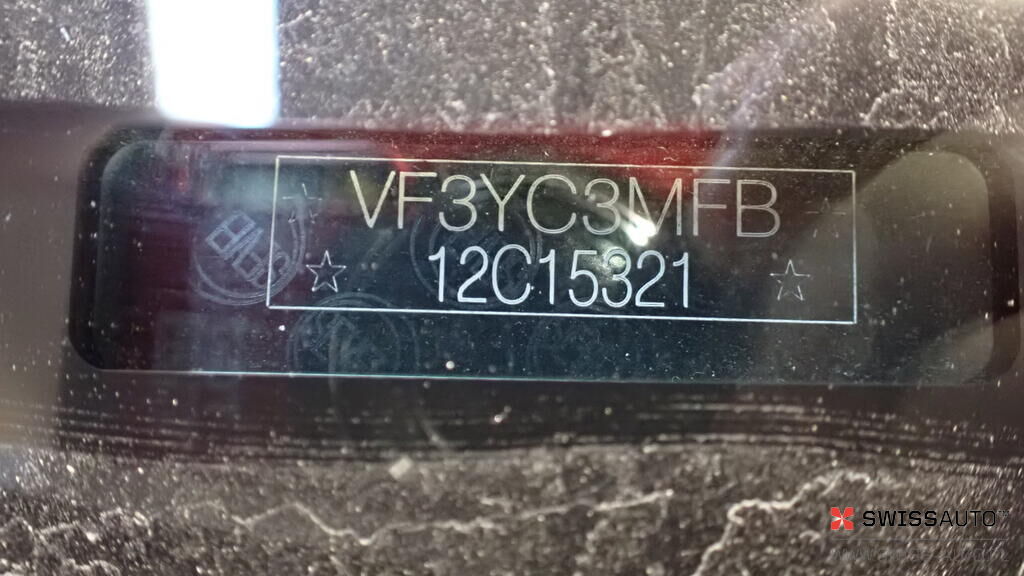 VF3YC3MFB
☆ 12C15321 ☆
SWISSAUTO